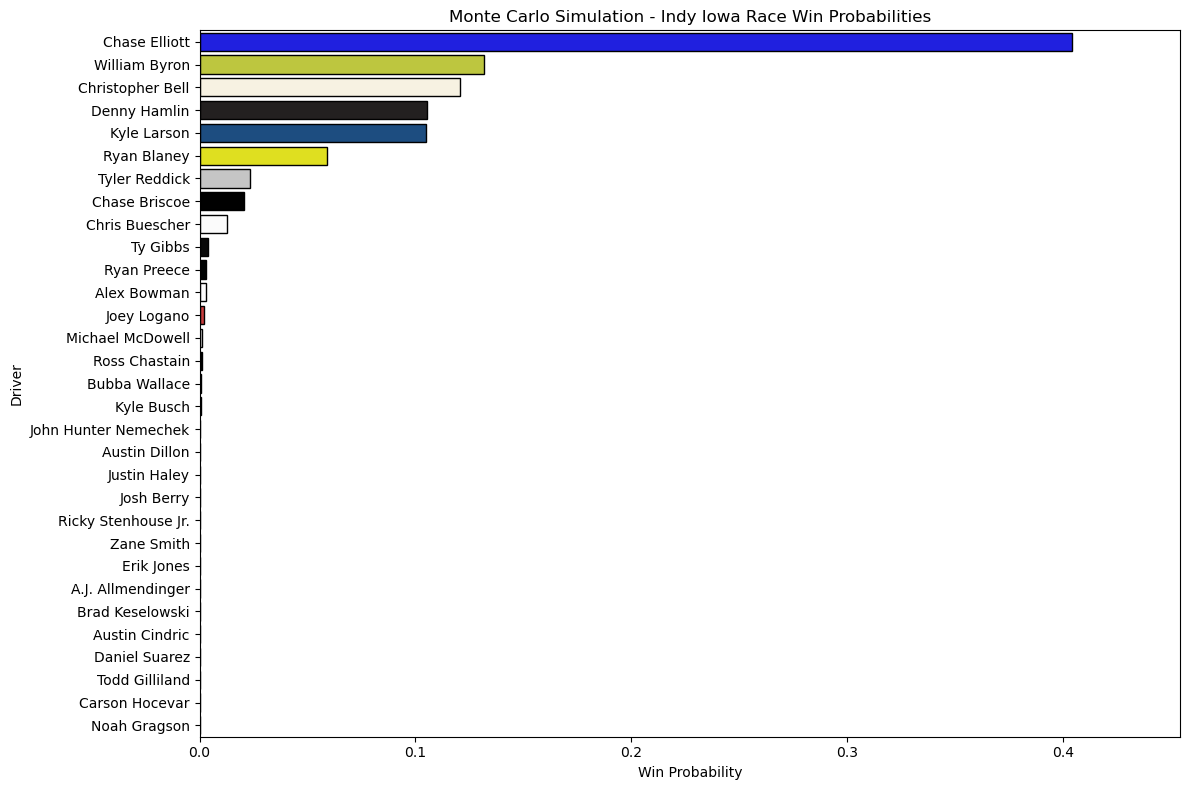 Monte Carlo Simulation - Indy Iowa Race Win Probabilities
Chase Elliott
William Byron
Christopher Bell
Denny Hamlin
Kyle Larson
Ryan Blaney
Tyler Reddick
Chase Briscoe
Chris Buescher
Ty Gibbs
Ryan Preece
Alex Bowman
Joey Logano
Michael McDowell
Ross Chastain
Bubba Wallace
Kyle Busch
John Hunter Nemechek
Austin Dillon
Justin Haley
Josh Berry
Ricky Stenhouse Jr.
Zane Smith
Erik Jones
A.J. Allmendinger
Brad Keselowski
Austin Cindric
Daniel Suarez
Todd Gilliland
Carson Hocevar
Noah Gragson
Driver
0.0 0.1 0.2 0.3 0.4
Win Probability